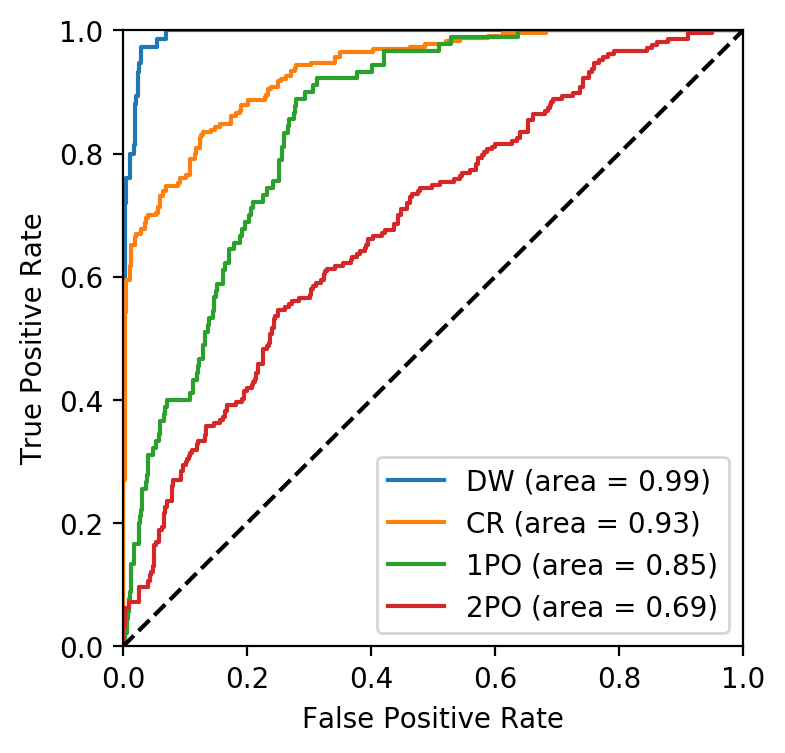 1.0
0.8
0.6
0.4
0.2
0.0
True Positive Rate
DW (area = 0.99)
CR (area = 0.93)
1PO (area = 0.85)
2PO (area = 0.69)
0.0 0.2 0.4 0.6 0.8 1.0
False Positive Rate